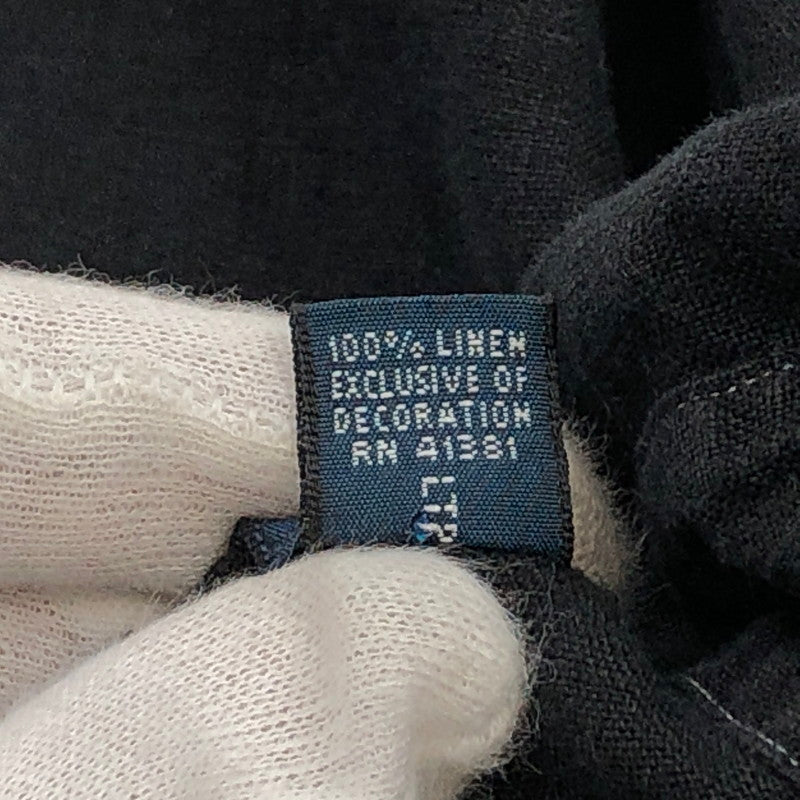 100% LINEN
EXCLUSIVE OF
DECORATION
RN 41381